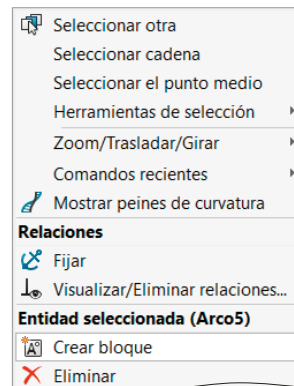 Seleccionar otra
Seleccionar cadena
Seleccionar el punto medio
Herramientas de selección
Zoom/Trasladar/Girar
Comandos recientes
Mostrar peines de curvatura
Relaciones
Fijar
Visualizar/Eliminar relaciones...
Entidad seleccionada (Arco5)
Crear bloque
Eliminar